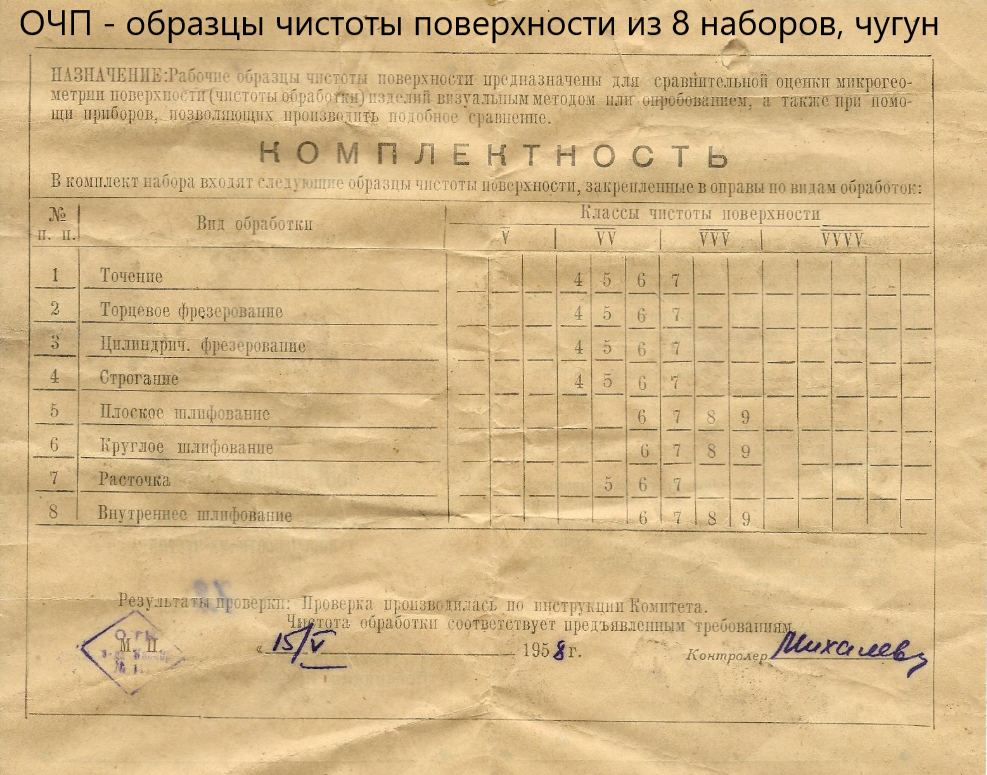 ОЧП - образцы чистоты поверхности из 8 наборов, чугун
НАЗНАЧЕНИЕ:Рабочие образцы чистоты поверхности предназначены для сравнительной оценки микрогео-
метрии поверхности (чистоты обработки) изделий визуальным методом или опробованием, а также при помо-
щи приборов, позволяющих производить подобное сравнение.
КОМПЛЕКТНОСТЬ
В комплект набора входят следующие образцы чистоты поверхности, закрепленные в оправы по видам обработок:
№ п. п. Вид обработки Классы чистоты поверхности
V VV VVV VVVV
1 Точение 4 5 6 7
2 Торцевое фрезерование 4 5 6 7
3 Цилиндрич. фрезерование 4 5 6 7
4 Строгание 4 5 6 7
5 Плоское шлифование 6 7 8 9
6 Круглое шлифование 6 7 8 9
7 Расточка 5 6 7
8 Внутреннее шлифование 6 7 8 9
Результаты проверки: Проверка производилась по инструкции Комитета.
Чистота обработки соответствует предъявленным требованиям.
М. П. « 15/V 1958 г. Контролер Михалева